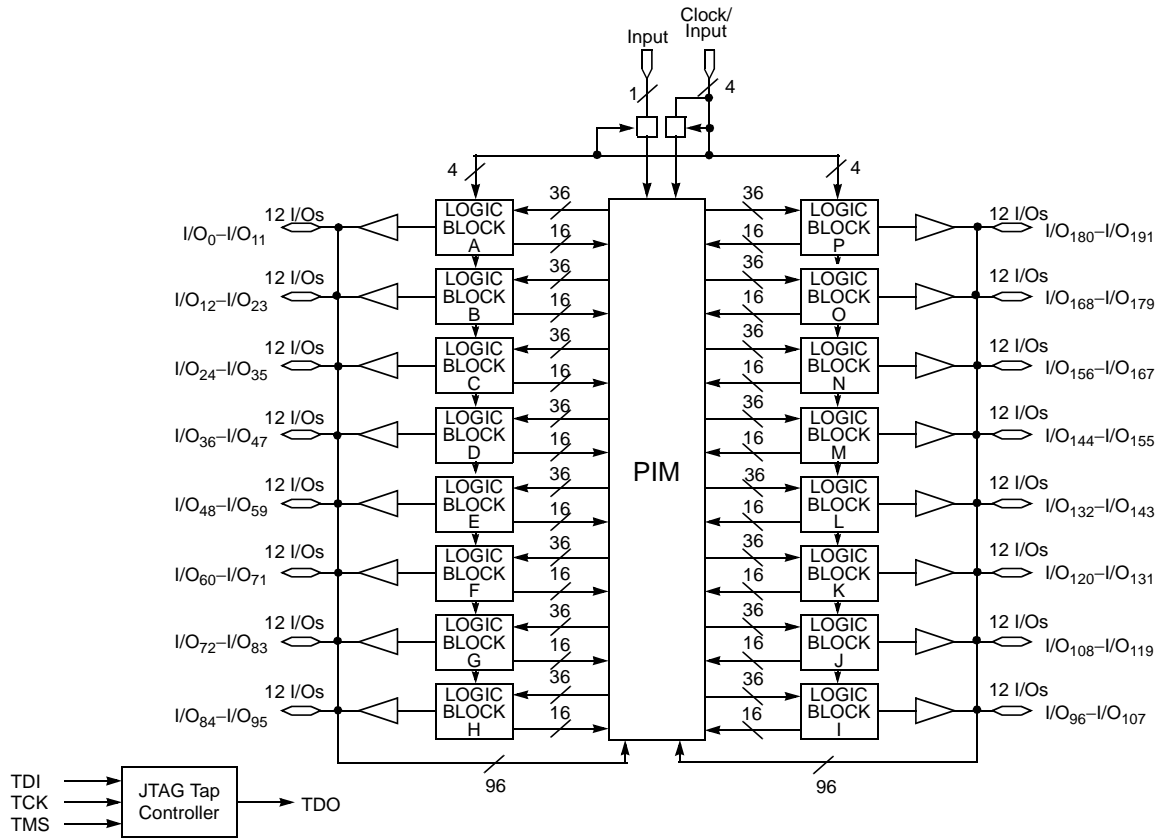 Clock/
Input
Input
1
4
4
4
LOGIC
BLOCK
A
36
16
12 I/Os
I/O0–I/O11
LOGIC
BLOCK
B
36
16
12 I/Os
I/O12–I/O23
LOGIC
BLOCK
C
36
16
12 I/Os
I/O24–I/O35
LOGIC
BLOCK
D
36
16
12 I/Os
I/O36–I/O47
LOGIC
BLOCK
E
36
16
12 I/Os
I/O48–I/O59
LOGIC
BLOCK
F
36
16
12 I/Os
I/O60–I/O71
LOGIC
BLOCK
G
36
16
12 I/Os
I/O72–I/O83
LOGIC
BLOCK
H
36
16
12 I/Os
I/O84–I/O95
PIM
36
16
LOGIC
BLOCK
P
12 I/Os
I/O180–I/O191
36
16
LOGIC
BLOCK
O
12 I/Os
I/O168–I/O179
36
16
LOGIC
BLOCK
N
12 I/Os
I/O156–I/O167
36
16
LOGIC
BLOCK
M
12 I/Os
I/O144–I/O155
36
16
LOGIC
BLOCK
L
12 I/Os
I/O132–I/O143
36
16
LOGIC
BLOCK
K
12 I/Os
I/O120–I/O131
36
16
LOGIC
BLOCK
J
12 I/Os
I/O108–I/O119
36
16
LOGIC
BLOCK
I
12 I/Os
I/O96–I/O107
96
96
TDI
TCK
TMS
JTAG Tap
Controller
TDO